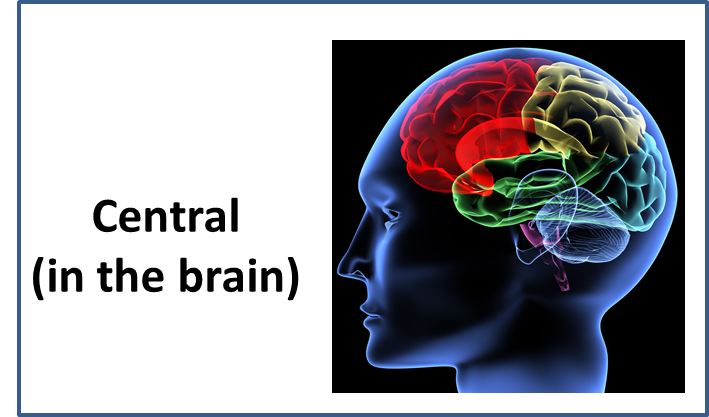 Central
(in the brain)